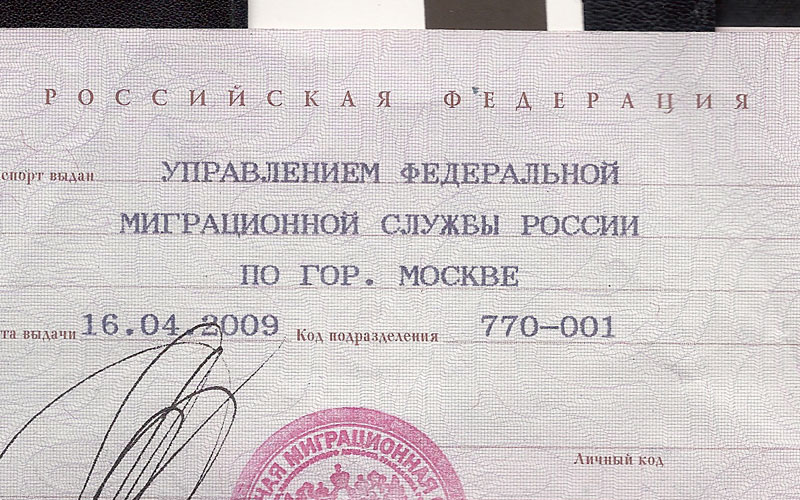 РОССИЙСКАЯ ФЕДЕРАЦИЯ
спорт выдан УПРАВЛЕНИЕМ ФЕДЕРАЛЬНОЙ
МИГРАЦИОННОЙ СЛУЖБЫ РОССИИ
ПО ГОР. МОСКВЕ
та выдачи 16.04.2009 Код подразделения 770-001
МИГРАЦИОННАЯ
Личный код